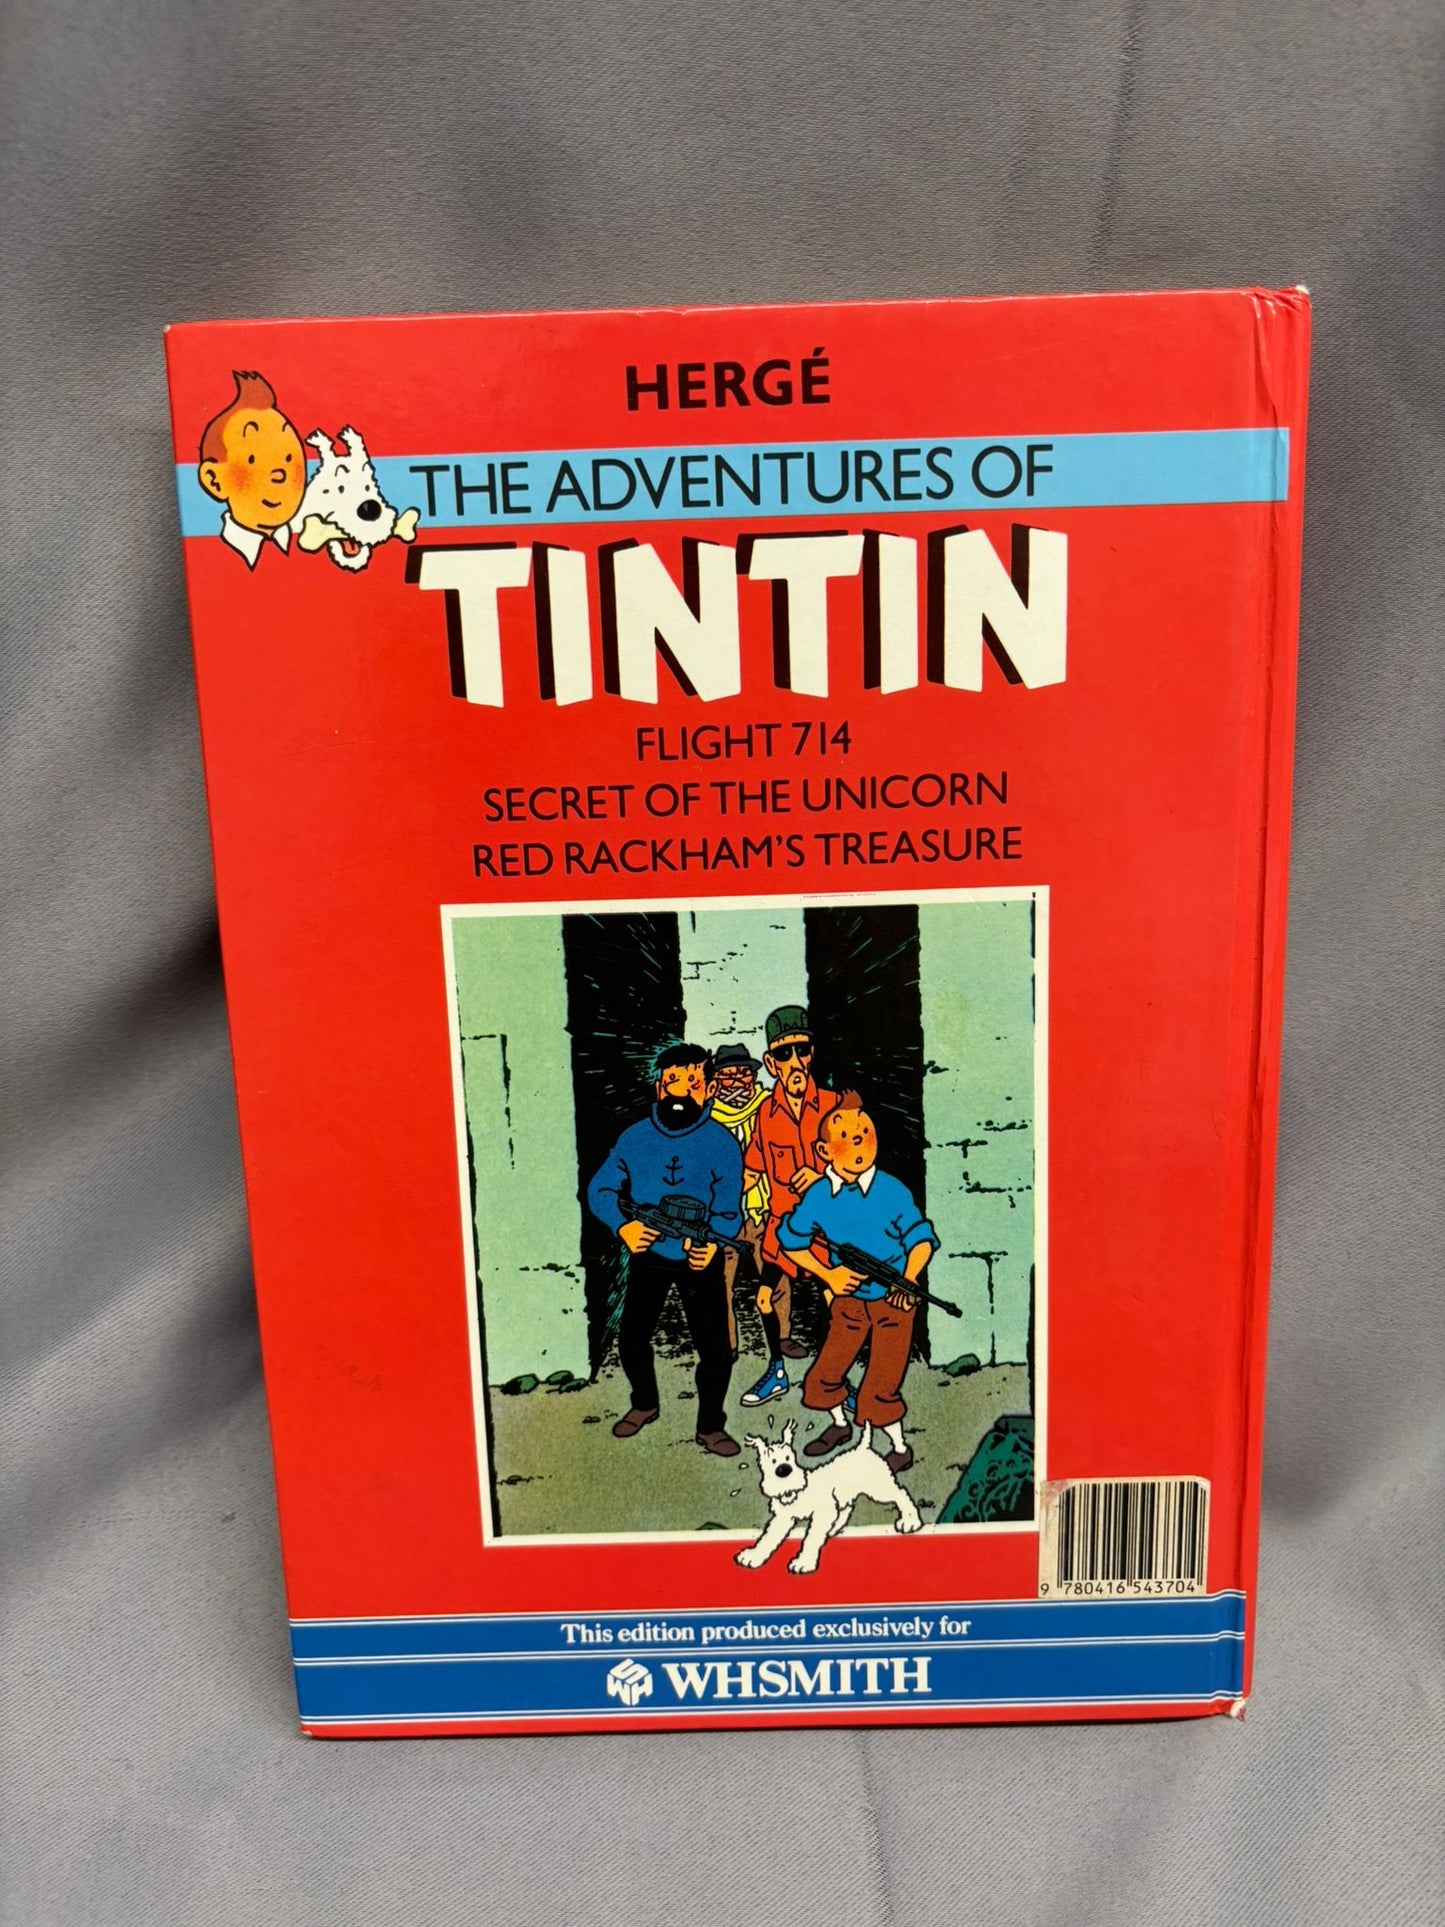 HERGÉ
THE ADVENTURES OF
TINTIN
FLIGHT 714
SECRET OF THE UNICORN
RED RACKHAM'S TREASURE
9 780416 543704
This edition produced exclusively for
SWH WHSMITH